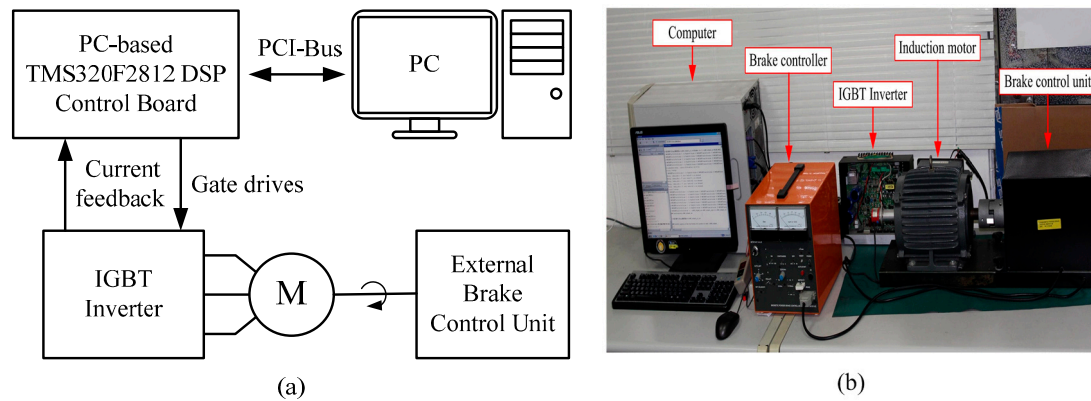 PC-based
TMS320F2812 DSP
Control Board
PCI-Bus
PC
Current
feedback
Gate drives
IGBT
Inverter
M
External
Brake
Control Unit
(a)
Computer
Brake controller
IGBT Inverter
Induction motor
Brake control unit
(b)